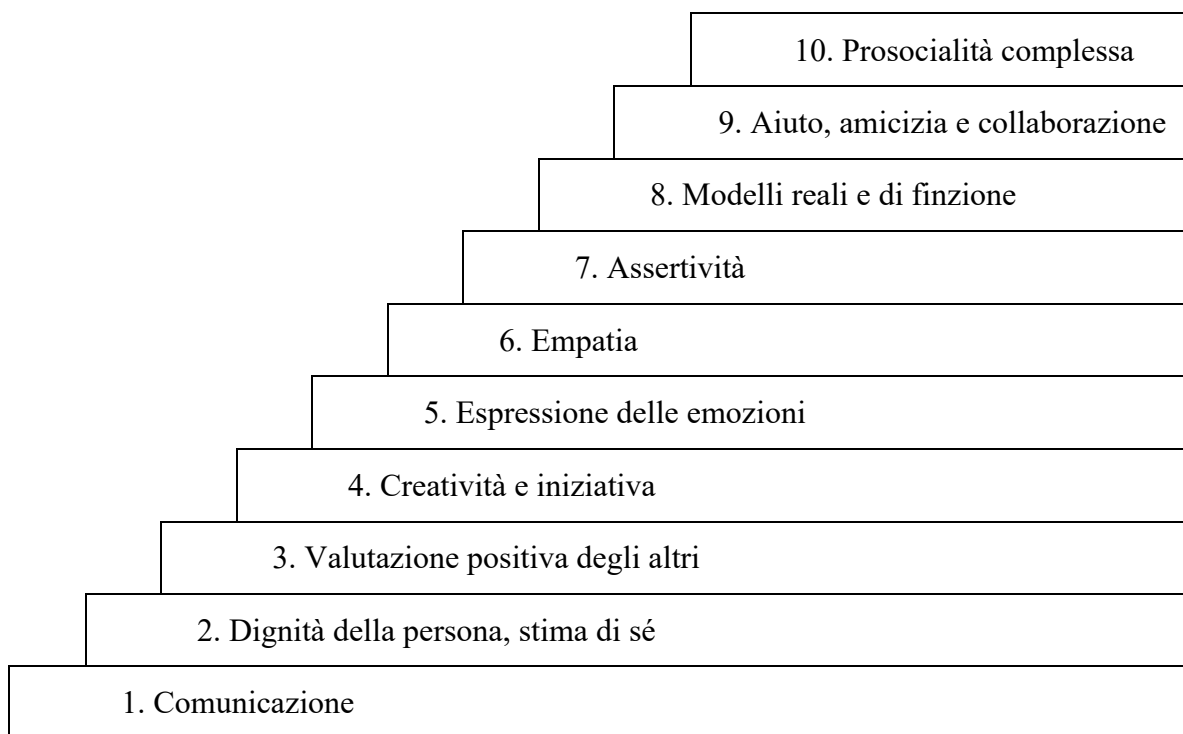 10. Prosocialità complessa
9. Aiuto, amicizia e collaborazione
8. Modelli reali e di finzione
7. Assertività
6. Empatia
5. Espressione delle emozioni
4. Creatività e iniziativa
3. Valutazione positiva degli altri
2. Dignità della persona, stima di sé
1. Comunicazione